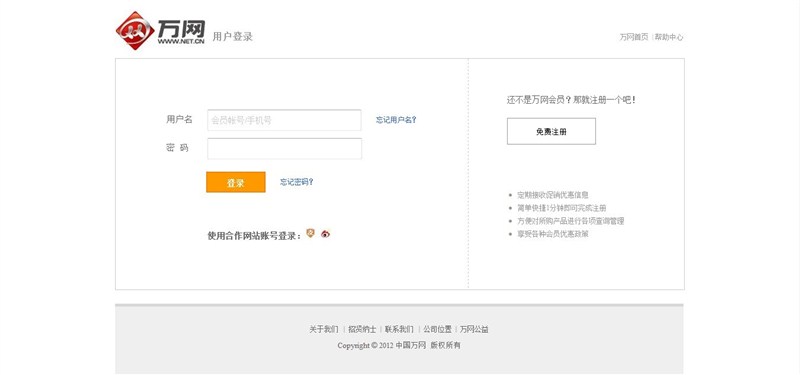 万网
WWW.NET.CN
用户登录
万网首页 | 帮助中心
用户名 会员帐号/手机号 忘记用户名?
密 码
登录 忘记密码?
使用合作网站账号登录：
还不是万网会员？那就注册一个吧！
免费注册
定期接收促销优惠信息
简单快捷1分钟即可完成注册
方便对所购产品进行各项查询管理
享受各种会员优惠政策
关于我们 | 招贤纳士 | 联系我们 | 公司位置 | 万网公益
Copyright © 2012 中国万网 版权所有